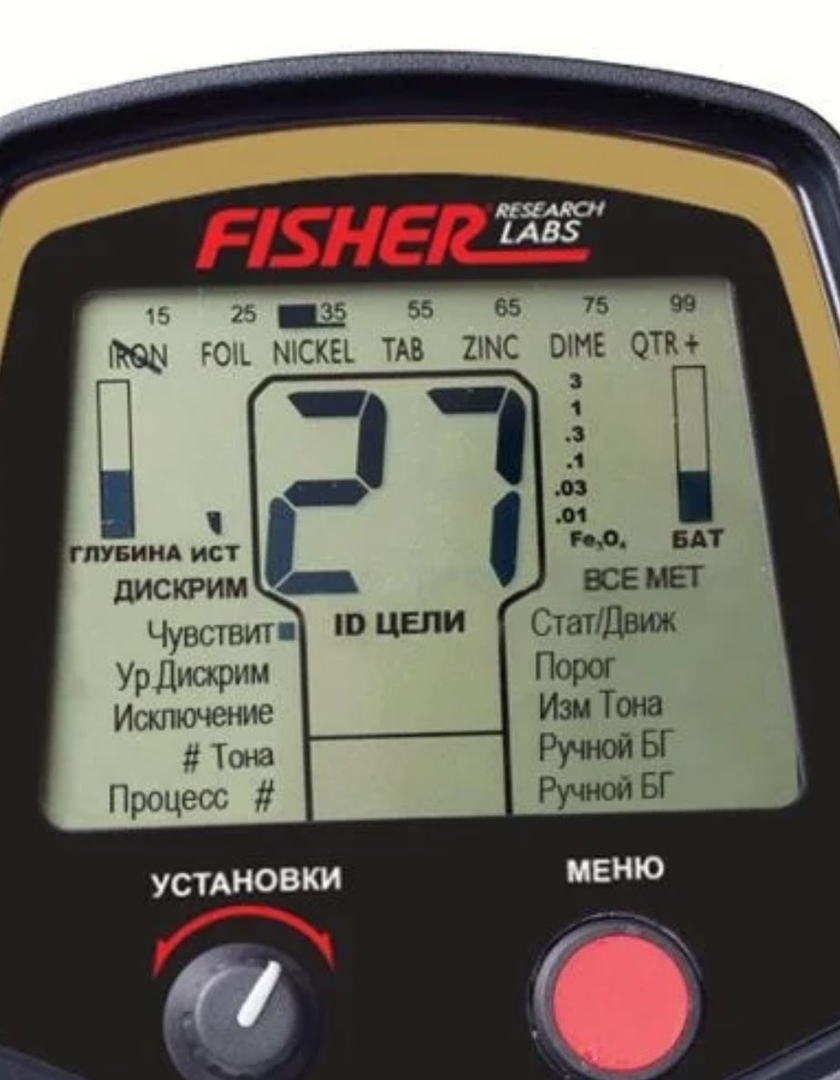 FISHER RESEARCH LABS
15 25 35 55 65 75 99
IRON FOIL NICKEL TAB ZINC DIME QTR+
27
3
1
.3
.1
.03
.01
Fe₃O₄
ГЛУБИНА ИСТ
БАТ
ДИСКРИМ
ВСЕ МЕТ
ID ЦЕЛИ
Чувствит
Ур.Дискрим
Исключение
# Тона
Процесс #
Стат/Движ
Порог
Изм Тона
Ручной БГ
Ручной БГ
УСТАНОВКИ
МЕНЮ